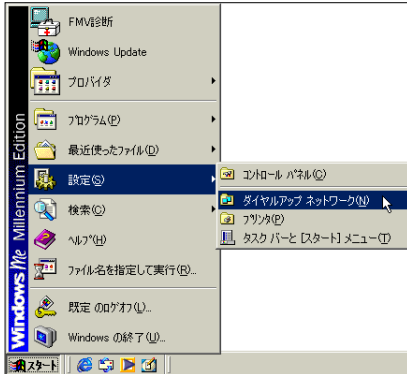 FMV診断
Windows Update
プロバイダ
プログラム(P)
最近使ったファイル(D)
設定(S)
検索(C)
ヘルプ(H)
ファイル名を指定して実行(R)...
既定 のログオフ(L)...
Windows の終了(U)...
コントロール パネル(C)
ダイヤルアップ ネットワーク(N)
プリンタ(P)
タスク バーと [スタート] メニュー(T)
Windows Me Millennium Edition
スタート